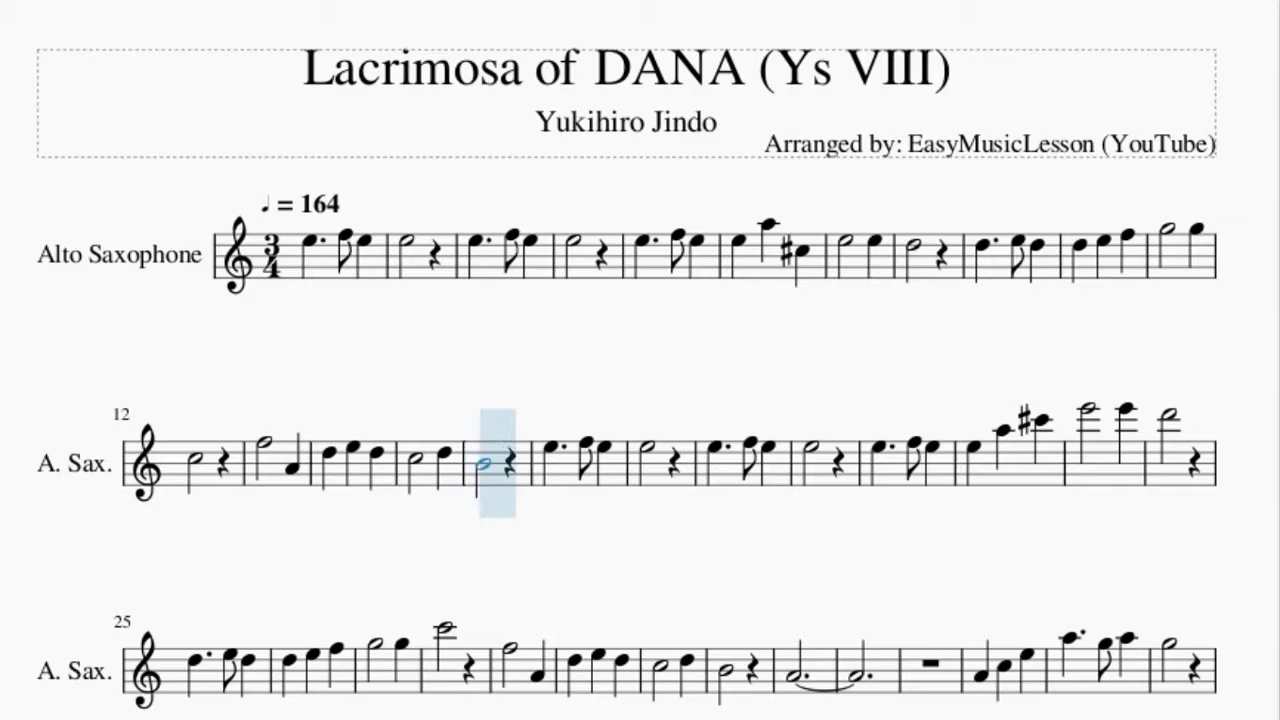 Lacrimosa of DANA (Ys VIII)
Yukihiro Jindo
Arranged by: EasyMusicLesson (YouTube)
♩ = 164
Alto Saxophone
3
4
12
A. Sax.
25
A. Sax.